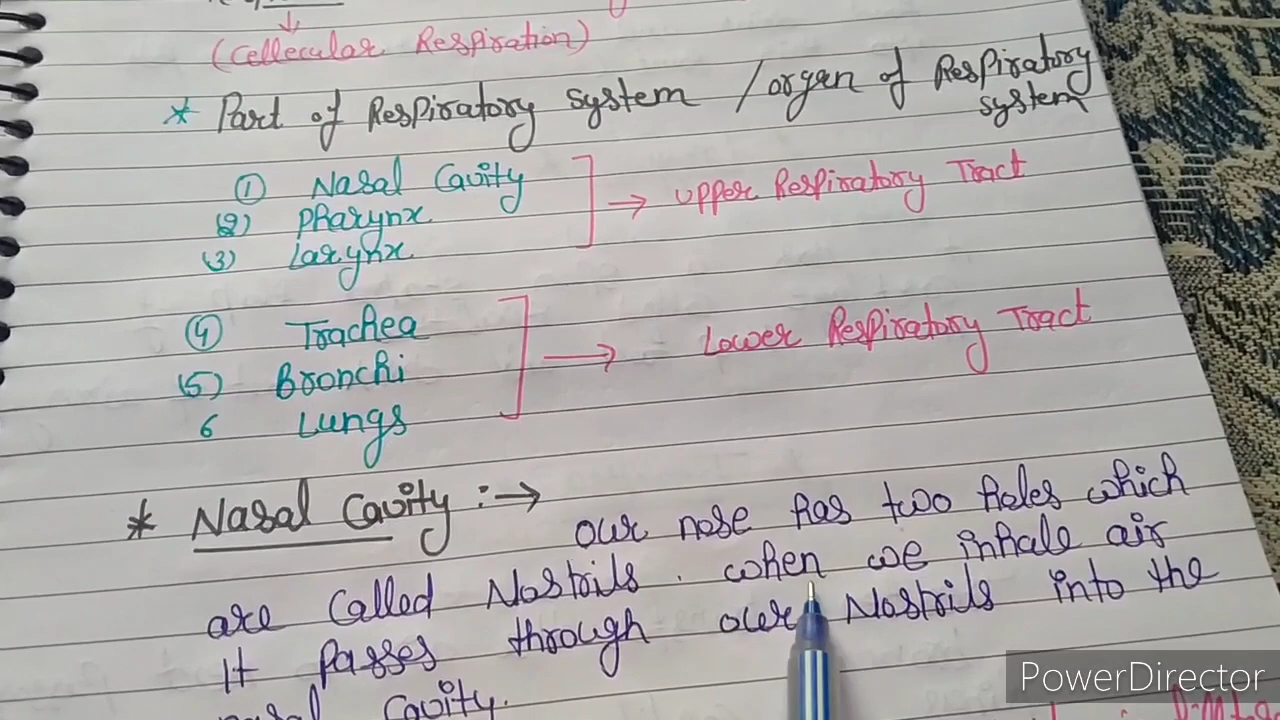 (Cellecular Respiration)
* Part of Respiratory system / organ of Respiratory
system
① Nasal Cavity
(2) Pharynx
(3) Larynx
] → upper Respiratory Tract
④ Trachea
(5) Bronchi
6 Lungs
] → Lower Respiratory Tract
* Nasal Cavity :→ our nose has two holes which
are Called Nostrils. when we inhale air
It Passes through our Nostrils into the
nasal Cavity.
PowerDirector